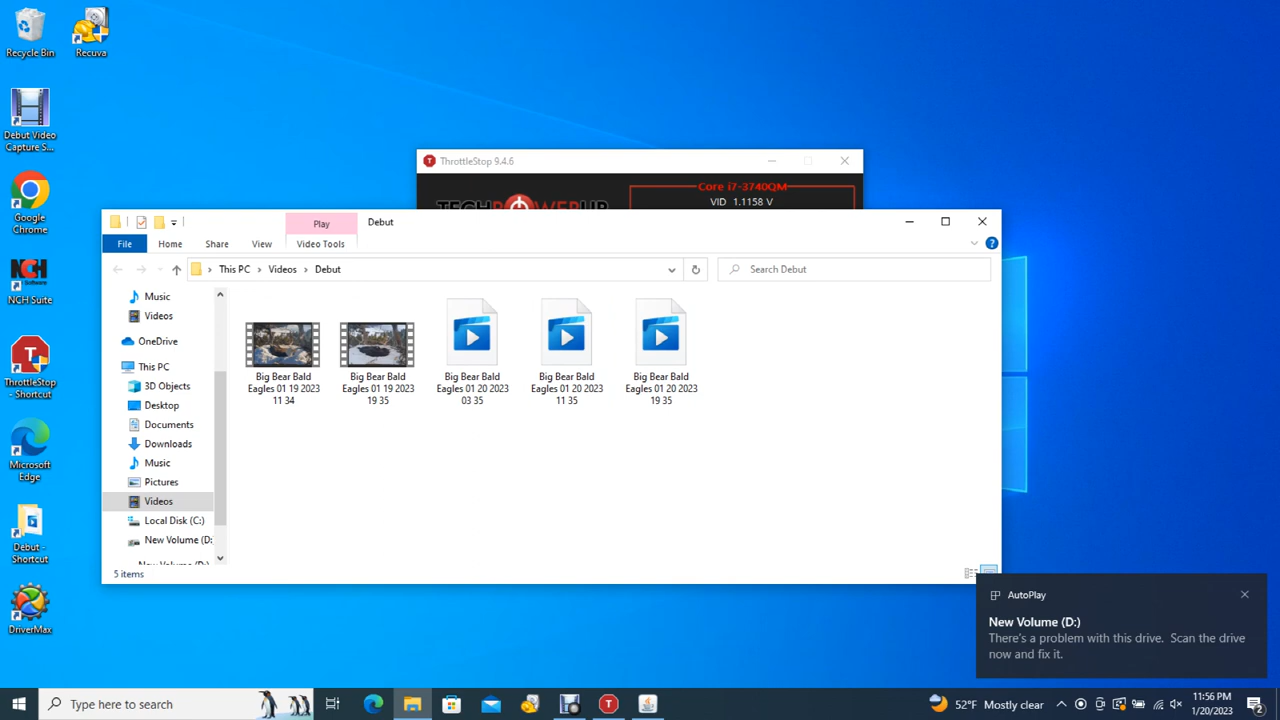 Recycle Bin
Recuva
Debut Video
Capture S...
Google
Chrome
NCH
NCH Suite
ThrottleStop
- Shortcut
Microsoft
Edge
Debut -
Shortcut
DriverMax
T ThrottleStop 9.4.6
TECHPOWERUP
Core i7-3740QM
VID 1.1158 V
Play
Debut
File
Home
Share
View
Video Tools
This PC > Videos > Debut
Search Debut
Music
Videos
OneDrive
This PC
3D Objects
Desktop
Documents
Downloads
Music
Pictures
Videos
Local Disk (C:)
New Volume (D:
New Volume (D:)
Big Bear Bald
Eagles 01 19 2023
11 34
Big Bear Bald
Eagles 01 19 2023
19 35
Big Bear Bald
Eagles 01 20 2023
03 35
Big Bear Bald
Eagles 01 20 2023
11 35
Big Bear Bald
Eagles 01 20 2023
19 35
5 items
AutoPlay
New Volume (D:)
There's a problem with this drive. Scan the drive
now and fix it.
Type here to search
52°F Mostly clear
11:56 PM
1/20/2023
2